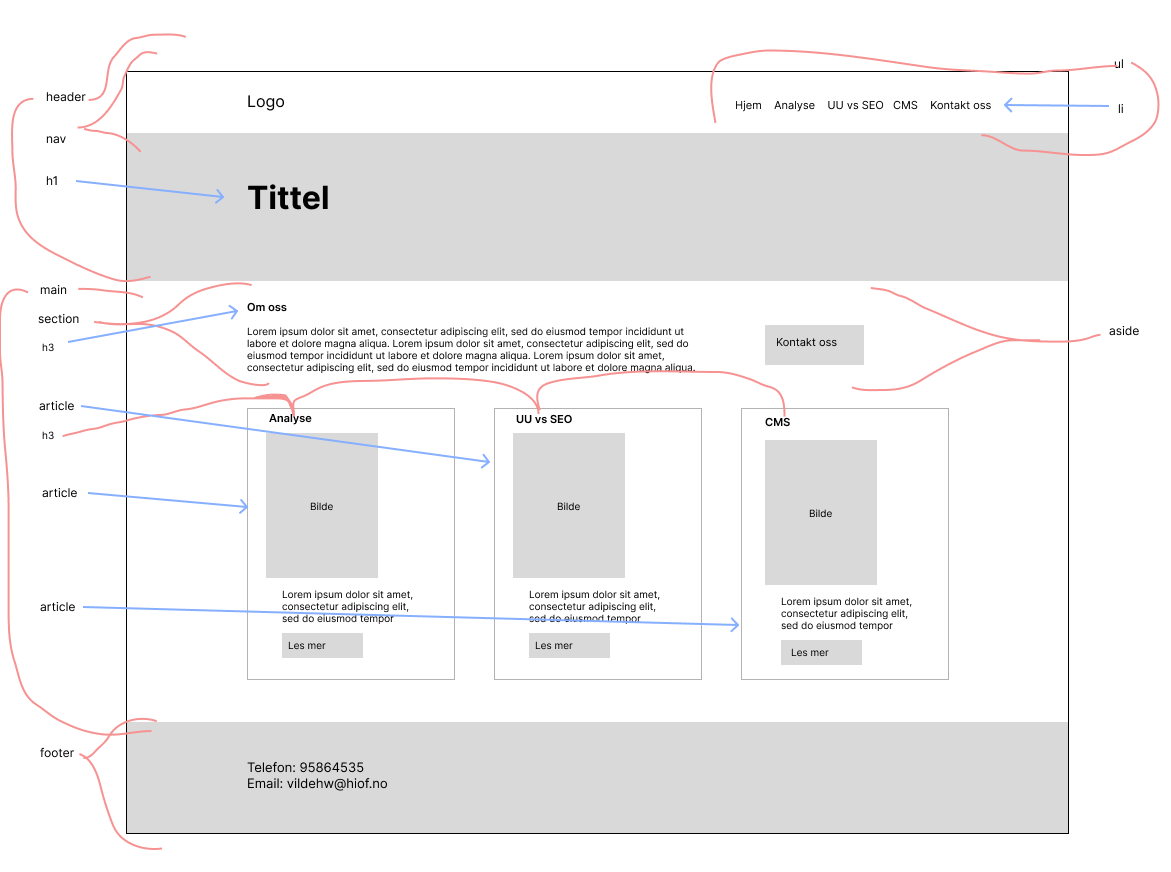 ul
header
Logo
Hjem Analyse UU vs SEO CMS Kontakt oss
li
nav
h1
Tittel
main
section
h3
Om oss
Lorem ipsum dolor sit amet, consectetur adipiscing elit, sed do eiusmod tempor incididunt ut
labore et dolore magna aliqua. Lorem ipsum dolor sit amet, consectetur adipiscing elit, sed do
eiusmod tempor incididunt ut labore et dolore magna aliqua. Lorem ipsum dolor sit amet,
consectetur adipiscing elit, sed do eiusmod tempor incididunt ut labore et dolore magna aliqua.
Kontakt oss
aside
article
h3
article
article
Analyse
Bilde
Lorem ipsum dolor sit amet,
consectetur adipiscing elit,
sed do eiusmod tempor
Les mer
UU vs SEO
Bilde
Lorem ipsum dolor sit amet,
consectetur adipiscing elit,
sed do eiusmod tempor
Les mer
CMS
Bilde
Lorem ipsum dolor sit amet,
consectetur adipiscing elit,
sed do eiusmod tempor
Les mer
footer
Telefon: 95864535
Email: vildehw@hiof.no